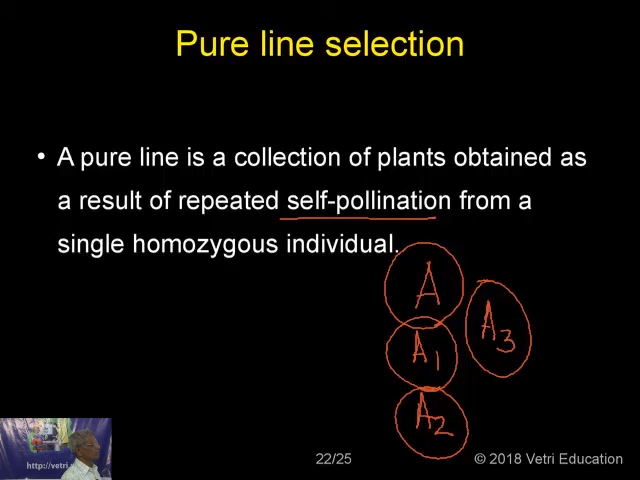 Pure line selection
• A pure line is a collection of plants obtained as
a result of repeated self-pollination from a
single homozygous individual.
A
A1
A2
A3
http://vetri
22/25
© 2018 Vetri Education